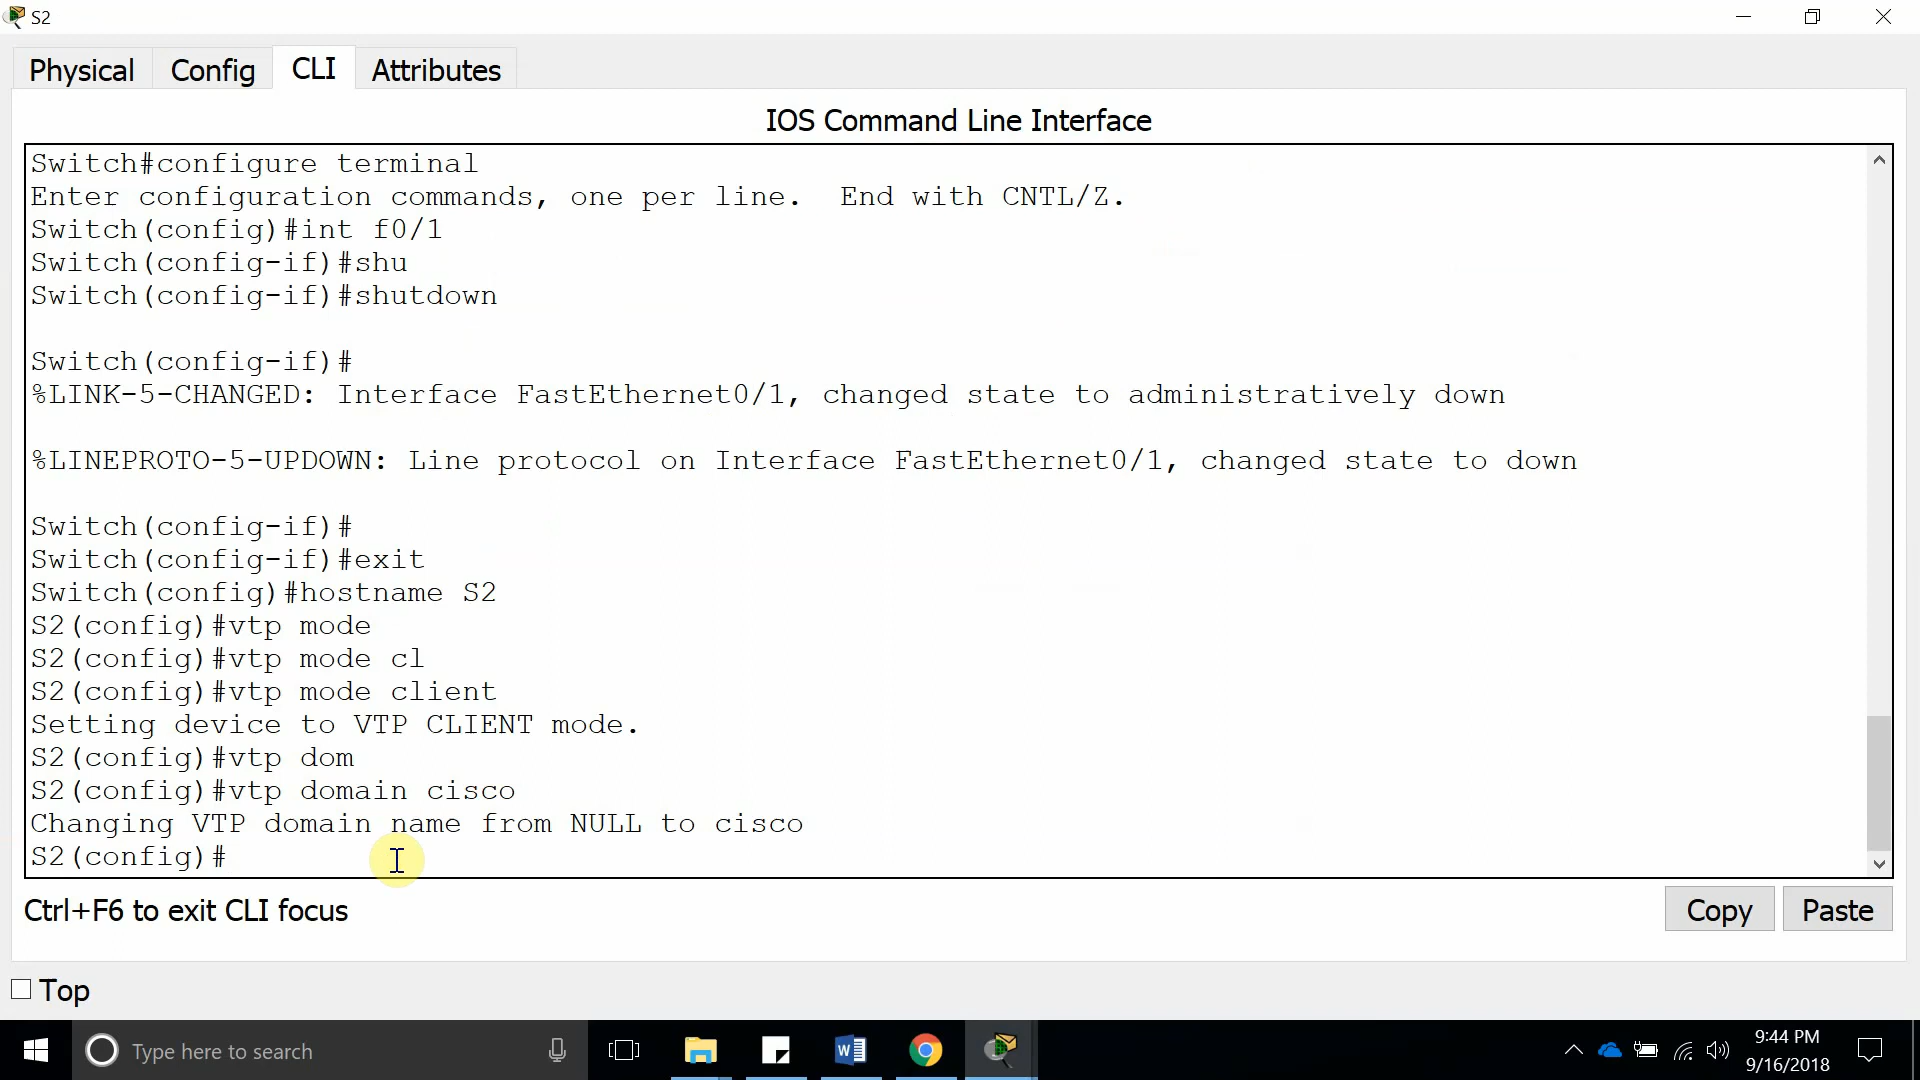 S2
Physical Config CLI Attributes
IOS Command Line Interface
Switch#configure terminal
Enter configuration commands, one per line.  End with CNTL/Z.
Switch(config)#int f0/1
Switch(config-if)#shu
Switch(config-if)#shutdown
Switch(config-if)#
%LINK-5-CHANGED: Interface FastEthernet0/1, changed state to administratively down
%LINEPROTO-5-UPDOWN: Line protocol on Interface FastEthernet0/1, changed state to down
Switch(config-if)#
Switch(config-if)#exit
Switch(config)#hostname S2
S2(config)#vtp mode
S2(config)#vtp mode cl
S2(config)#vtp mode client
Setting device to VTP CLIENT mode.
S2(config)#vtp dom
S2(config)#vtp domain cisco
Changing VTP domain name from NULL to cisco
S2(config)#
Ctrl+F6 to exit CLI focus
Copy Paste
Top
Type here to search
9:44 PM
9/16/2018